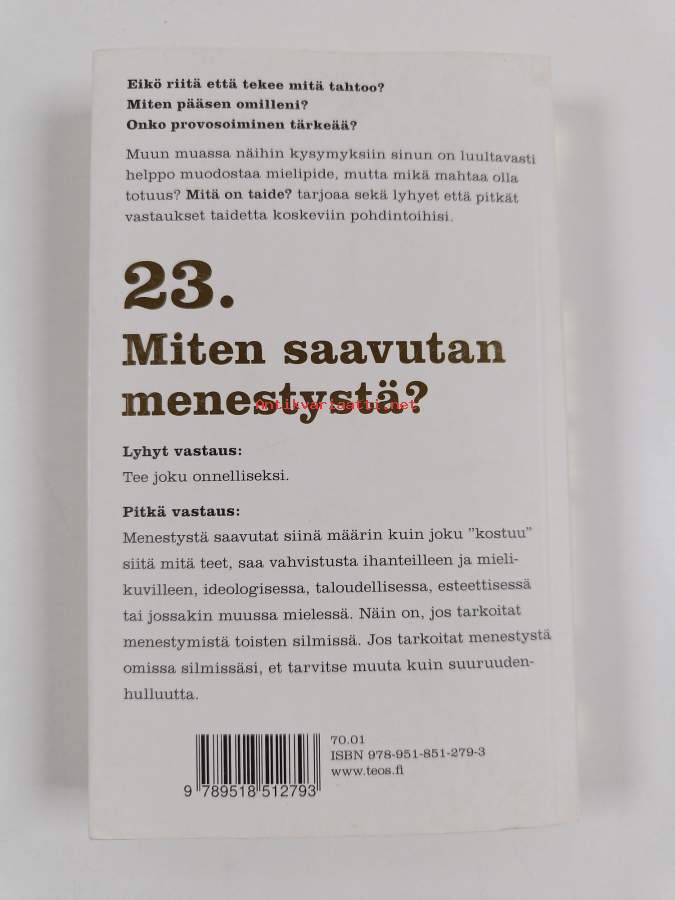 Eikö riitä että tekee mitä tahtoo?
Miten pääsen omilleni?
Onko provosoiminen tärkeää?
Muun muassa näihin kysymyksiin sinun on luultavasti
helppo muodostaa mielipide, mutta mikä mahtaa olla
totuus? Mitä on taide? tarjoaa sekä lyhyet että pitkät
vastaukset taidetta koskeviin pohdintoihisi.
23.
Miten saavutan
menestystä?
Antikvariaatti.net
Lyhyt vastaus:
Tee joku onnelliseksi.
Pitkä vastaus:
Menestystä saavutat siinä määrin kuin joku ”kostuu”
siitä mitä teet, saa vahvistusta ihanteilleen ja mieli-
kuvilleen, ideologisessa, taloudellisessa, esteettisessä
tai jossakin muussa mielessä. Näin on, jos tarkoitat
menestymistä toisten silmissä. Jos tarkoitat menestystä
omissa silmissäsi, et tarvitse muuta kuin suuruuden-
hulluutta.
70.01
ISBN 978-951-851-279-3
www.teos.fi
9 789518 512793